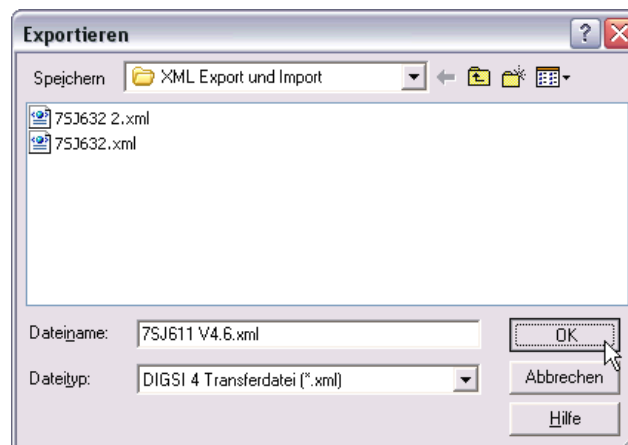 Exportieren
Speichern XML Export und Import
7SJ632 2.xml
7SJ632.xml
Dateiname: 7SJ611 V4.6.xml OK
Dateityp: DIGSI 4 Transferdatei (*.xml) Abbrechen
Hilfe